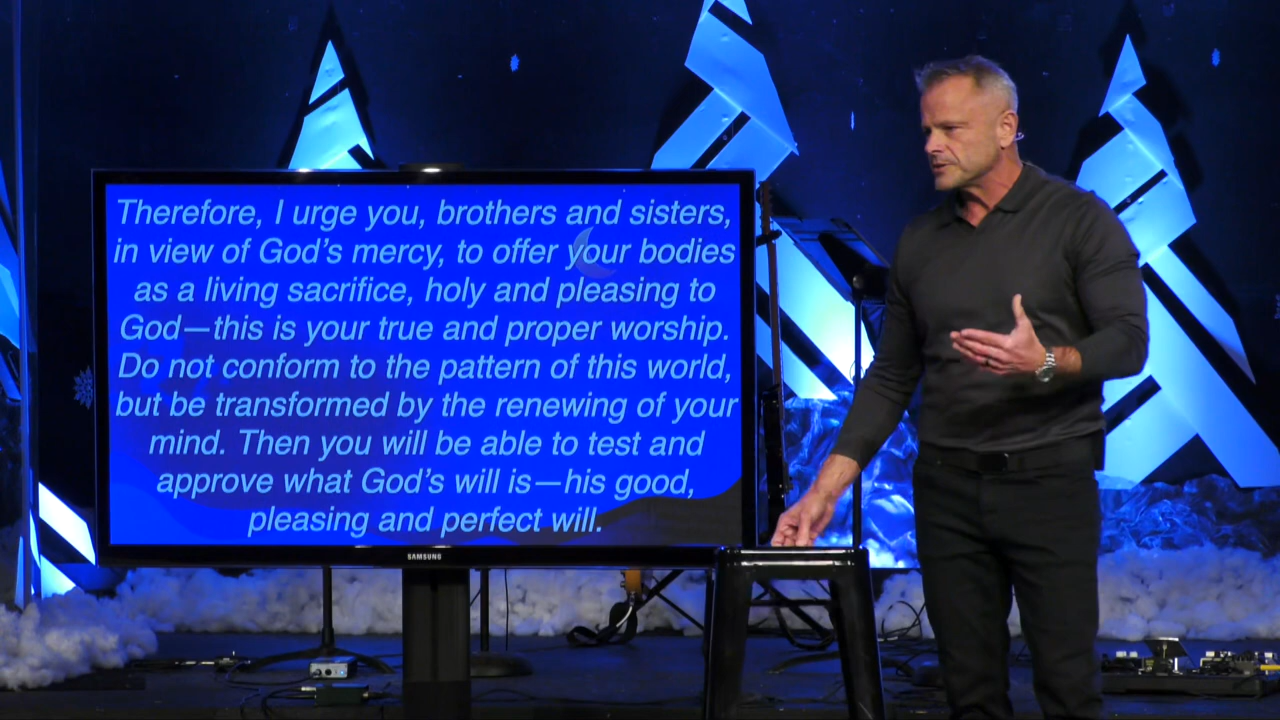 Therefore, I urge you, brothers and sisters,
in view of God’s mercy, to offer your bodies
as a living sacrifice, holy and pleasing to
God—this is your true and proper worship.
Do not conform to the pattern of this world,
but be transformed by the renewing of your
mind. Then you will be able to test and
approve what God’s will is—his good,
pleasing and perfect will.
SAMSUNG